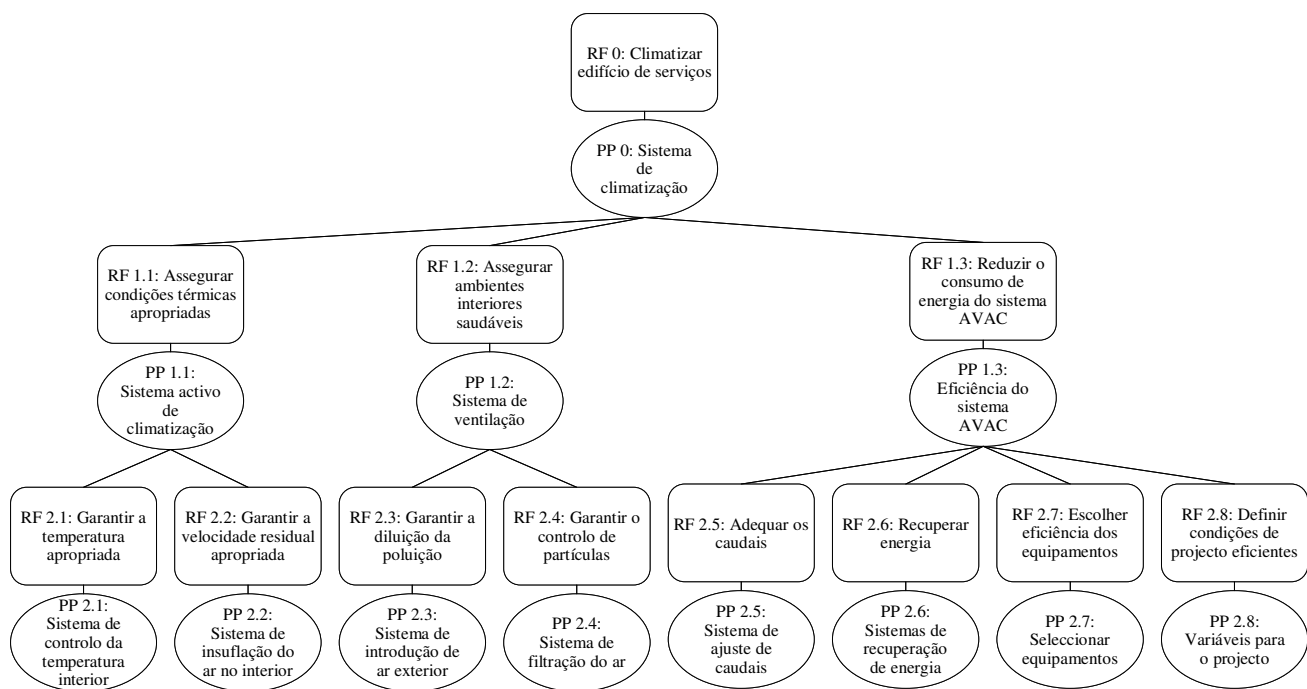 RF 0: Climatizar
edifício de serviços
PP 0: Sistema
de
climatização
RF 1.1: Assegurar
condições térmicas
apropriadas
RF 1.2: Assegurar
ambientes
interiores
saudáveis
RF 1.3: Reduzir o
consumo de
energia do sistema
AVAC
PP 1.1:
Sistema activo
de
climatização
PP 1.2:
Sistema de
ventilação
PP 1.3:
Eficiência do
sistema
AVAC
RF 2.1: Garantir a
temperatura
apropriada
RF 2.2: Garantir a
velocidade residual
apropriada
RF 2.3: Garantir a
diluição da
poluição
RF 2.4: Garantir o
controlo de
partículas
RF 2.5: Adequar os
caudais
RF 2.6: Recuperar
energia
RF 2.7: Escolher
eficiência dos
equipamentos
RF 2.8: Definir
condições de
projecto eficientes
PP 2.1:
Sistema de
controlo da
temperatura
interior
PP 2.2:
Sistema de
insuflação do
ar no interior
PP 2.3:
Sistema de
introdução de
ar exterior
PP 2.4:
Sistema de
filtração do ar
PP 2.5:
Sistema de
ajuste de
caudais
PP 2.6:
Sistemas de
recuperação
de energia
PP 2.7:
Seleccionar
equipamentos
PP 2.8:
Variáveis para
o projecto